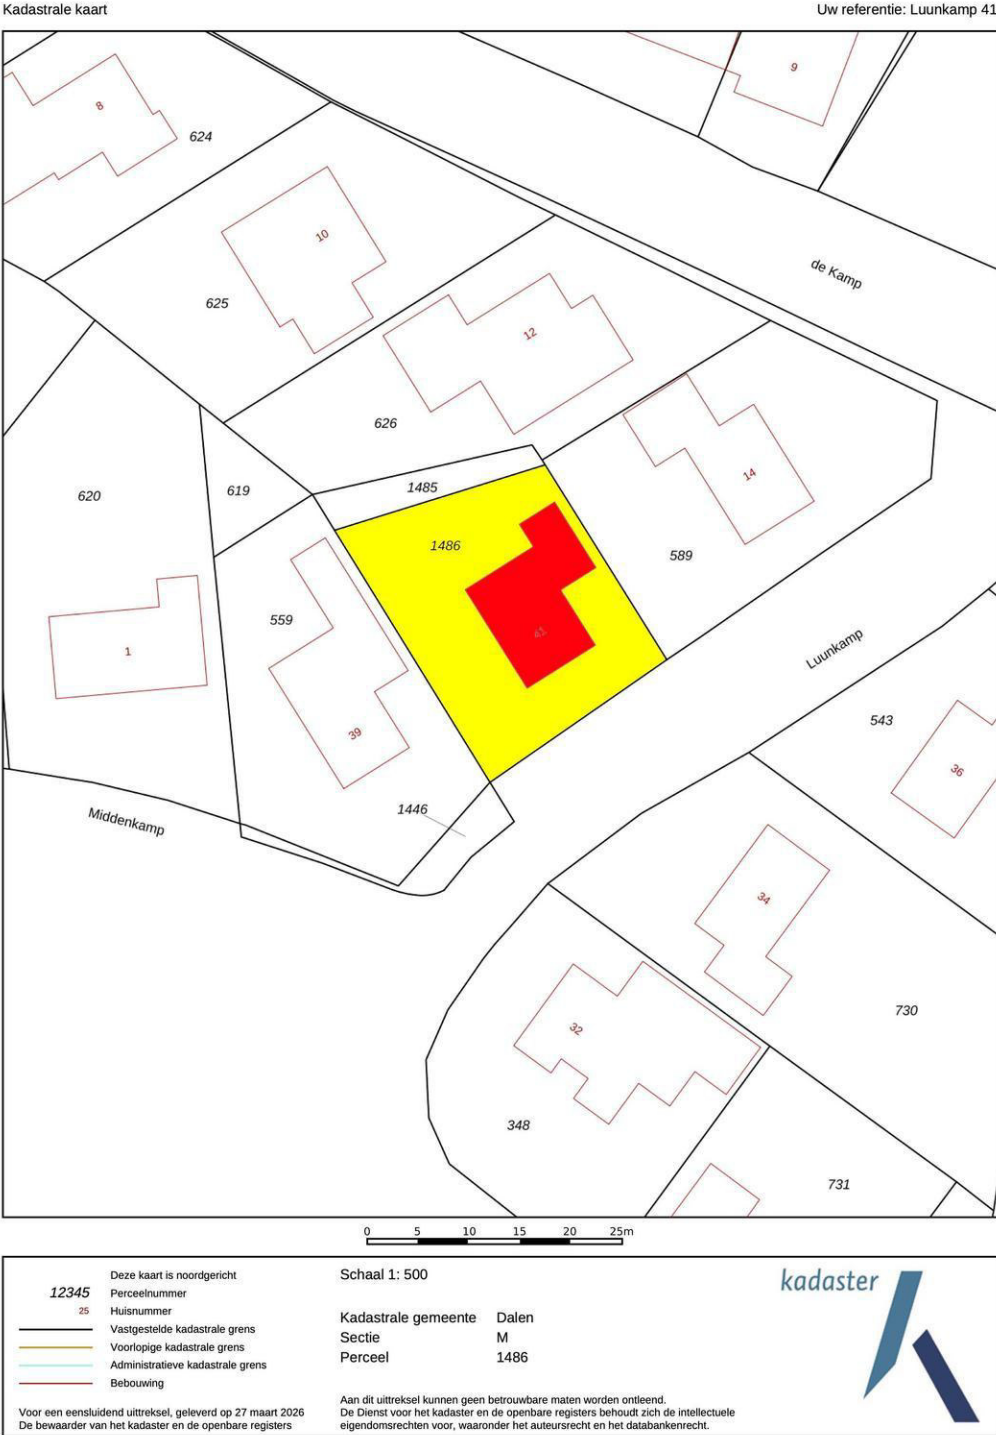 Kadastrale kaart Uw referentie: Luunkamp 41
9
8
624
10
de Kamp
625
12
626
14
1485
619
620
1486
589
559
41
Luunkamp
1
543
39
36
1446
Middenkamp
34
730
32
348
731
0 5 10 15 20 25m
Deze kaart is noordgericht
12345 Perceelnummer
25 Huisnummer
Vastgestelde kadastrale grens
Voorlopige kadastrale grens
Administratieve kadastrale grens
Bebouwing
Voor een eensluidend uittreksel, geleverd op 27 maart 2026
De bewaarder van het kadaster en de openbare registers
Schaal 1: 500
Kadastrale gemeente Dalen
Sectie M
Perceel 1486
Aan dit uittreksel kunnen geen betrouwbare maten worden ontleend.
De Dienst voor het kadaster en de openbare registers behoudt zich de intellectuele
eigendomsrechten voor, waaronder het auteursrecht en het databankenrecht.
kadaster